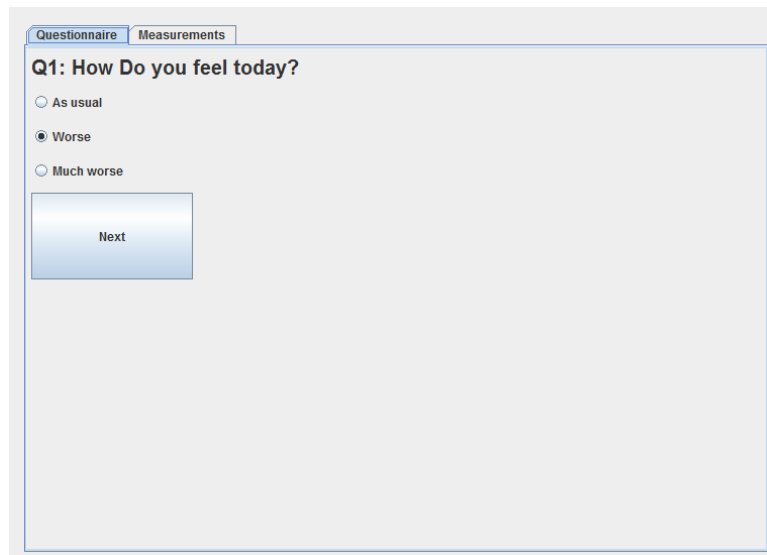 Questionnaire Measurements
Q1: How Do you feel today?
As usual
Worse
Much worse
Next